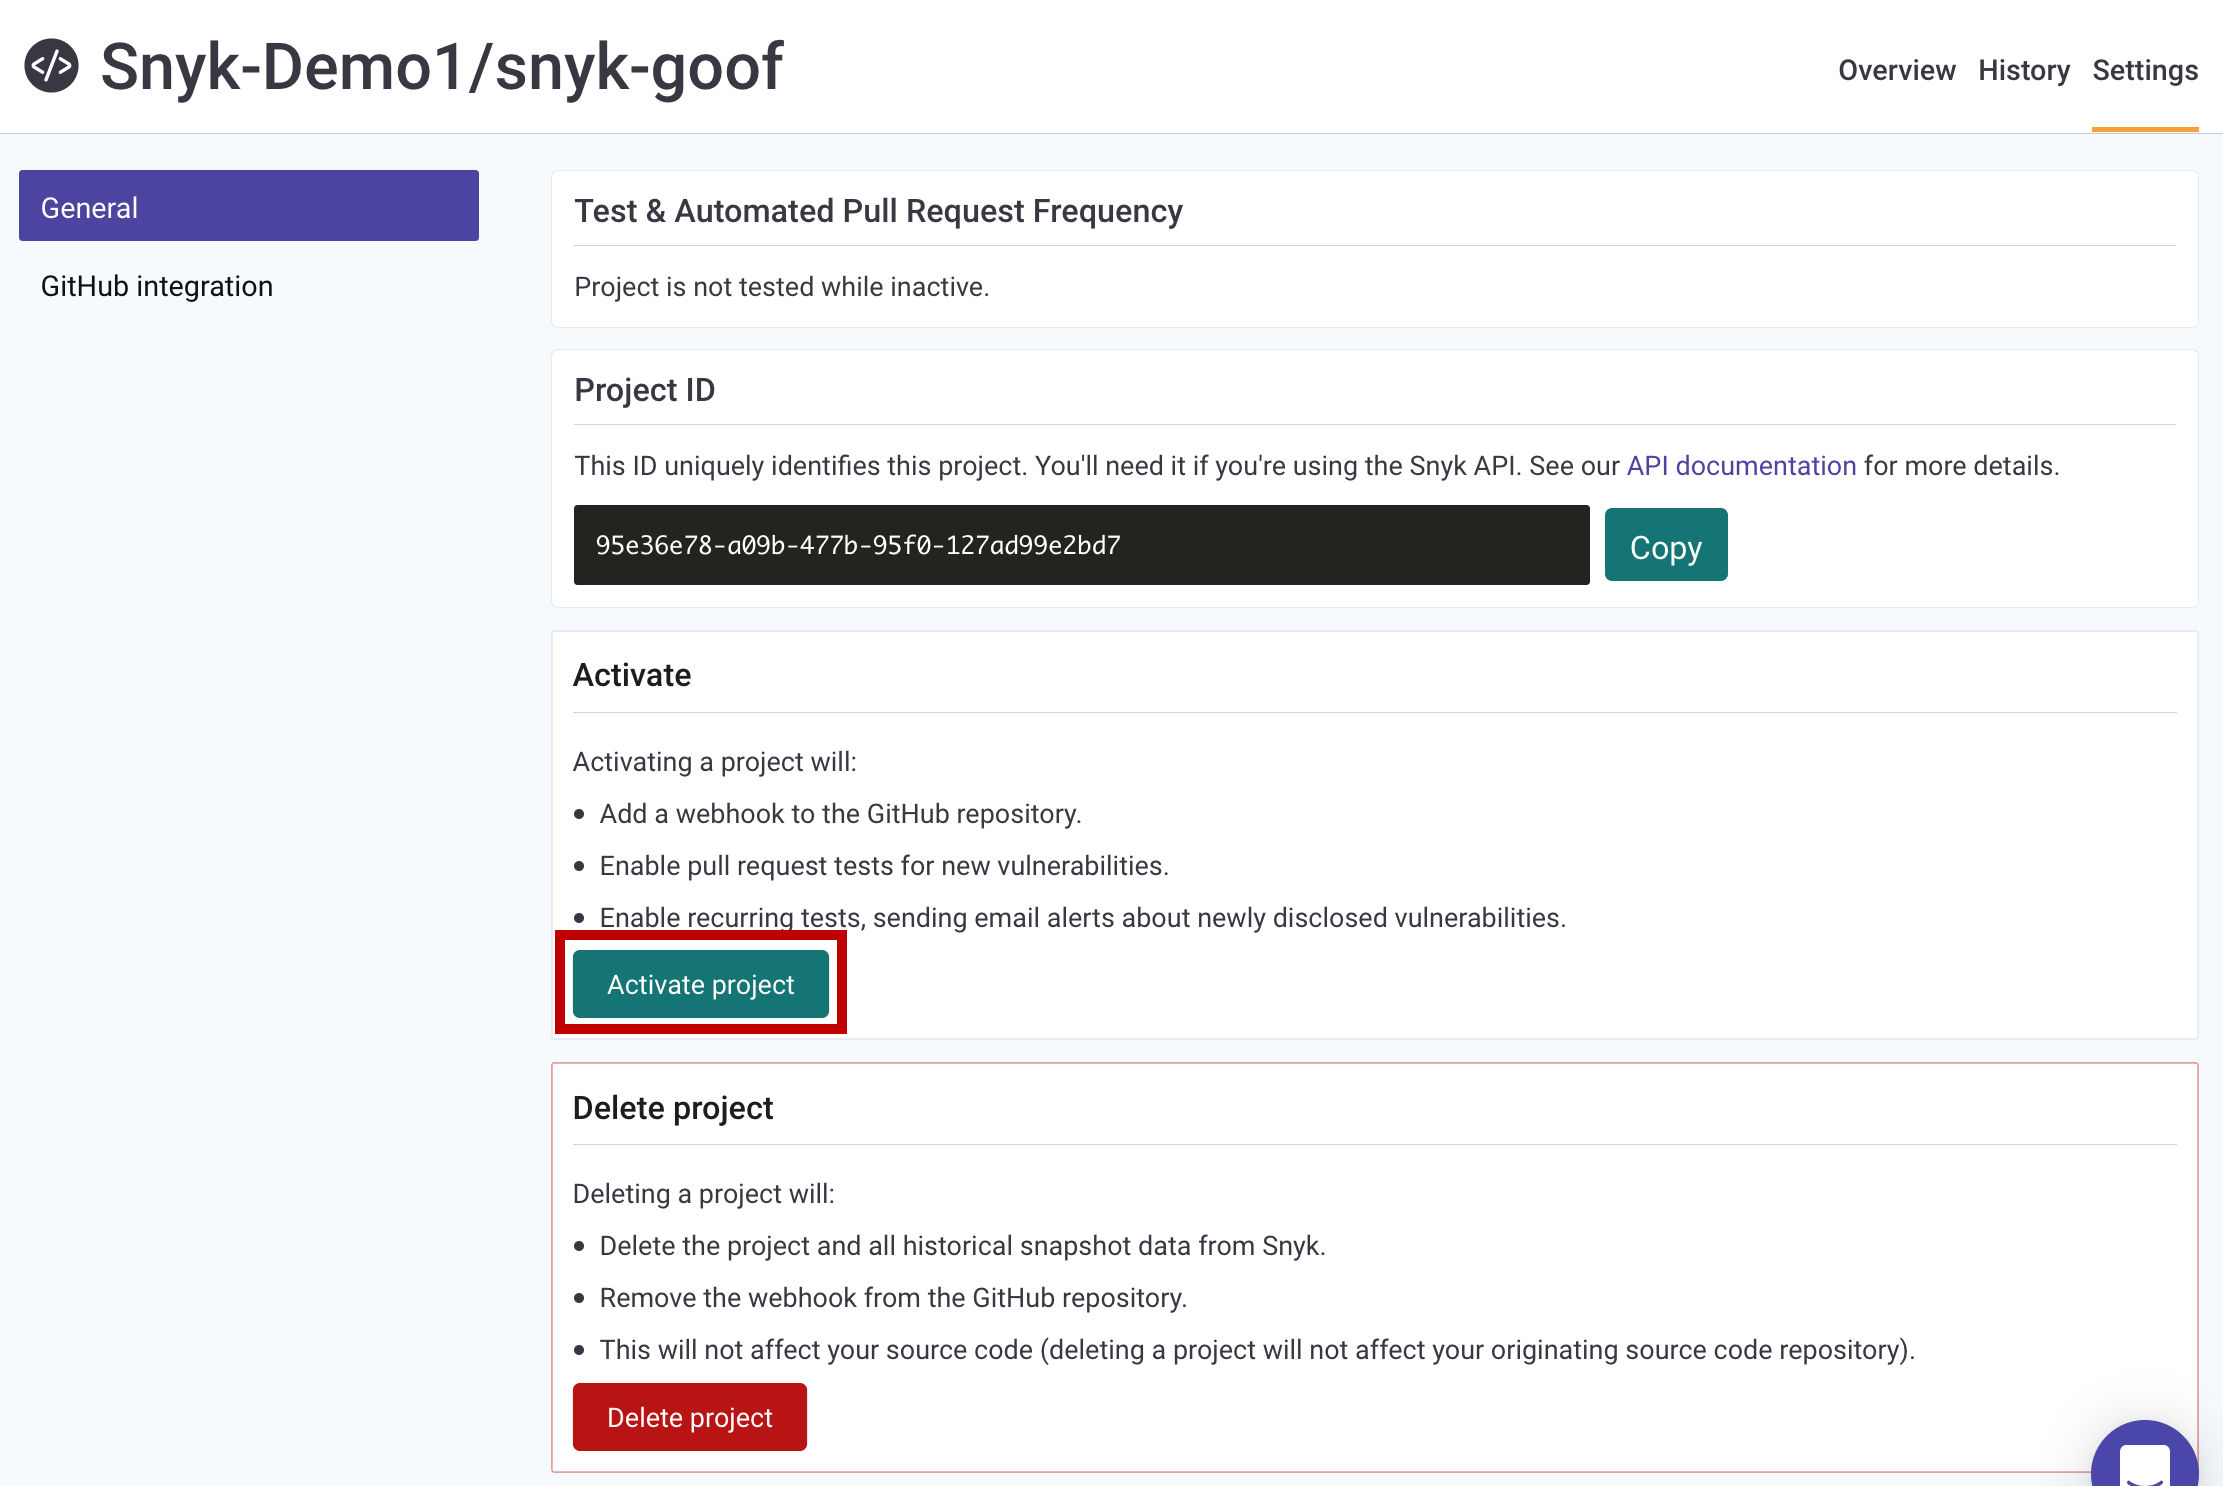 </> Snyk-Demo1/snyk-goof
Overview History Settings
General
GitHub integration
Test & Automated Pull Request Frequency
Project is not tested while inactive.
Project ID
This ID uniquely identifies this project. You'll need it if you're using the Snyk API. See our API documentation for more details.
95e36e78-a09b-477b-95f0-127ad99e2bd7
Copy
Activate
Activating a project will:
• Add a webhook to the GitHub repository.
• Enable pull request tests for new vulnerabilities.
• Enable recurring tests, sending email alerts about newly disclosed vulnerabilities.
Activate project
Delete project
Deleting a project will:
• Delete the project and all historical snapshot data from Snyk.
• Remove the webhook from the GitHub repository.
• This will not affect your source code (deleting a project will not affect your originating source code repository).
Delete project